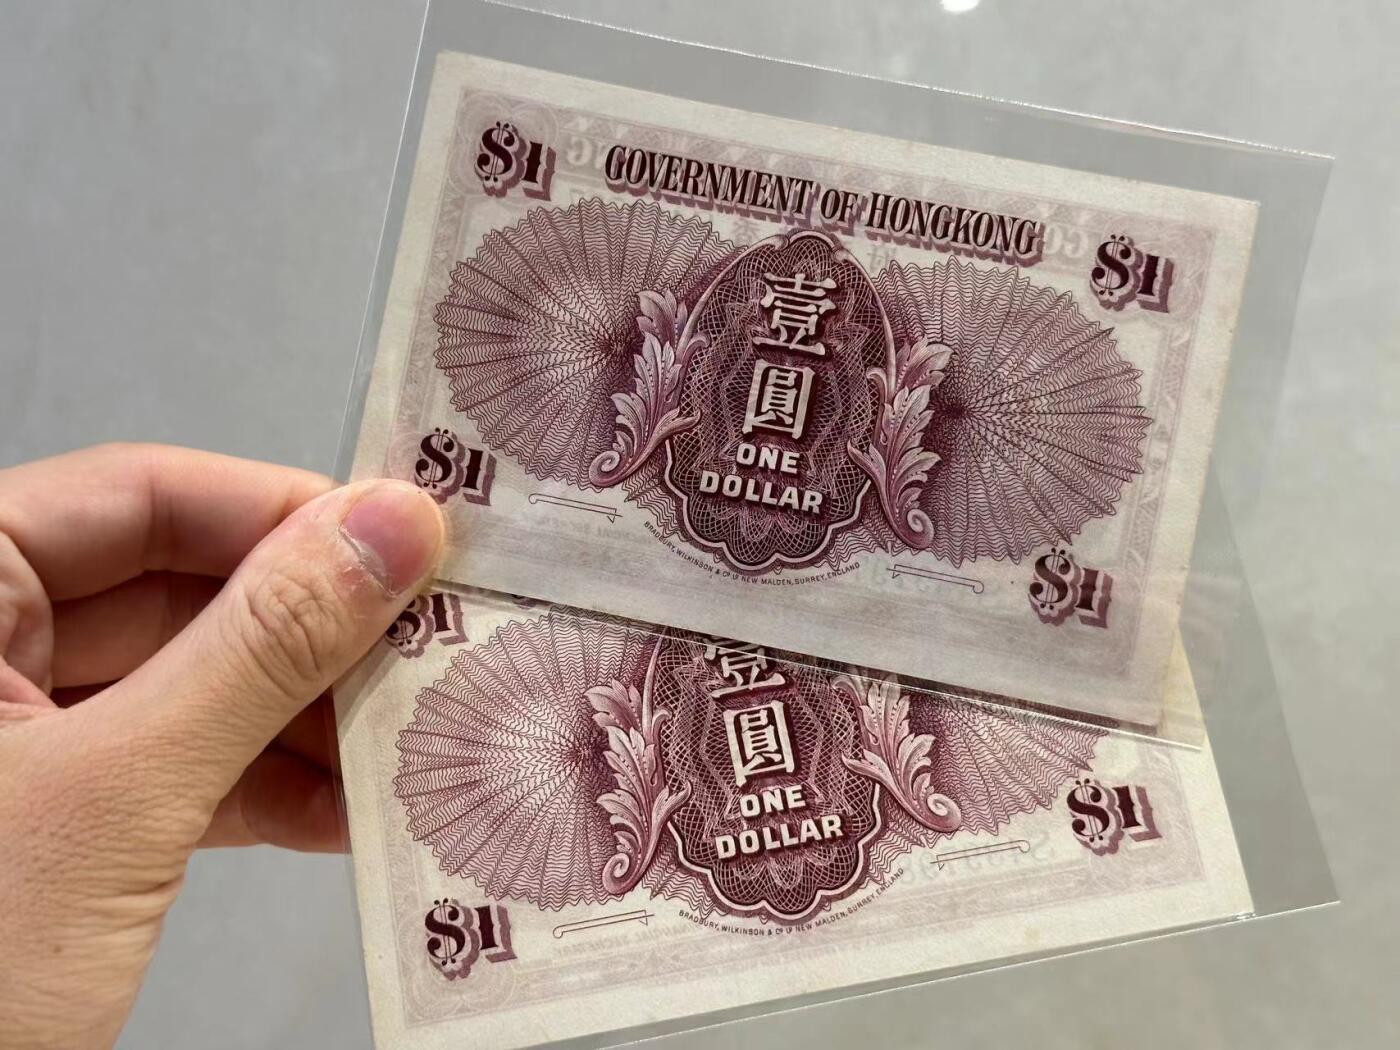 $1 GOVERNMENT OF HONGKONG $1
壹
圓
ONE
DOLLAR
$1 $1
BRADBURY, WILKINSON & Cº Lᴰ NEW MALDEN, SURREY, ENGLAND
$1
壹
圓
ONE
DOLLAR
$1 $1
BRADBURY, WILKINSON & Cº Lᴰ NEW MALDEN, SURREY, ENGLAND